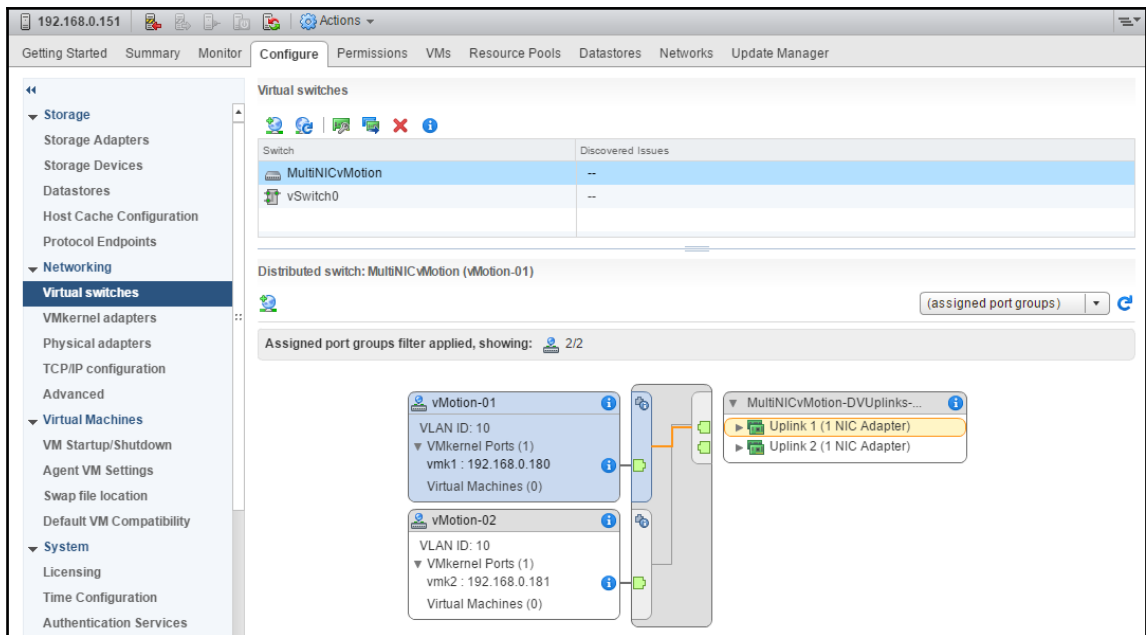 192.168.0.151 Actions
Getting Started Summary Monitor Configure Permissions VMs Resource Pools Datastores Networks Update Manager
Storage
Storage Adapters
Storage Devices
Datastores
Host Cache Configuration
Protocol Endpoints
Networking
Virtual switches
VMkernel adapters
Physical adapters
TCP/IP configuration
Advanced
Virtual Machines
VM Startup/Shutdown
Agent VM Settings
Swap file location
Default VM Compatibility
System
Licensing
Time Configuration
Authentication Services
Virtual switches
Switch Discovered Issues
MultiNICvMotion --
vSwitch0 --
Distributed switch: MultiNICvMotion (vMotion-01)
(assigned port groups)
Assigned port groups filter applied, showing: 2/2
vMotion-01
VLAN ID: 10
VMkernel Ports (1)
vmk1 : 192.168.0.180
Virtual Machines (0)
vMotion-02
VLAN ID: 10
VMkernel Ports (1)
vmk2 : 192.168.0.181
Virtual Machines (0)
MultiNICvMotion-DVUplinks-...
Uplink 1 (1 NIC Adapter)
Uplink 2 (1 NIC Adapter)